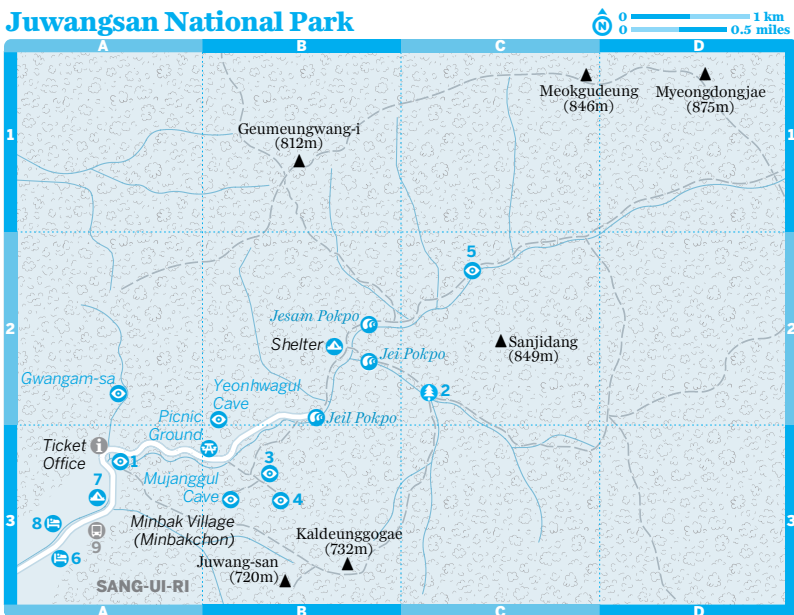 Juwangsan National Park
N
0 1 km
0 0.5 miles
A B C D
1
Meokgudeung
(846m)
Myeongdongjae
(875m)
Geumeungwang-i
(812m)
1
5
2
Jesam Pokpo
Shelter
Sanjidang
(849m)
2
Jei Pokpo
Gwangam-sa
Yeonhwagul
Cave
2
Picnic
Ground
Jeil Pokpo
Ticket
Office
1
3
Mujanggul
Cave
7
4
3
8
Minbak Village
(Minbakchon)
3
9
Kaldeunggogae
(732m)
6
Juwang-san
(720m)
SANG-UI-RI
A B C D